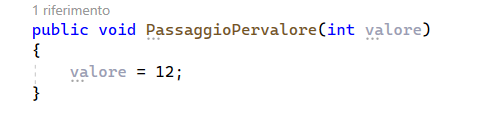 1 riferimento
public void PassaggioPervalore(int valore)
{
    valore = 12;
}